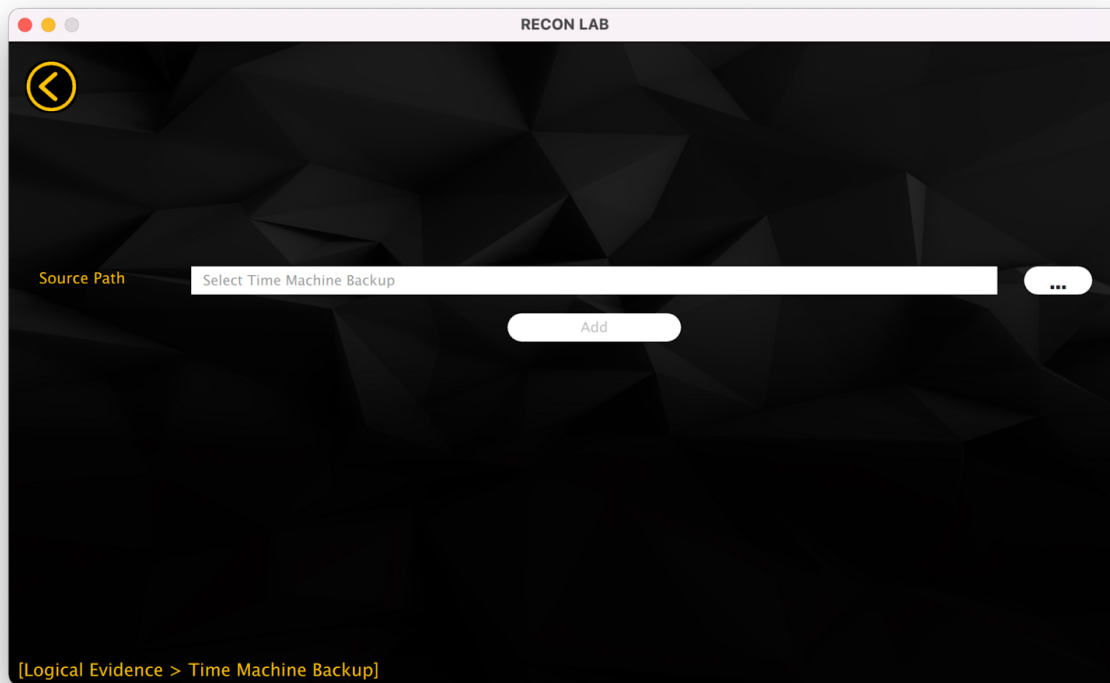 RECON LAB
Source Path
Select Time Machine Backup
...
Add
[Logical Evidence > Time Machine Backup]